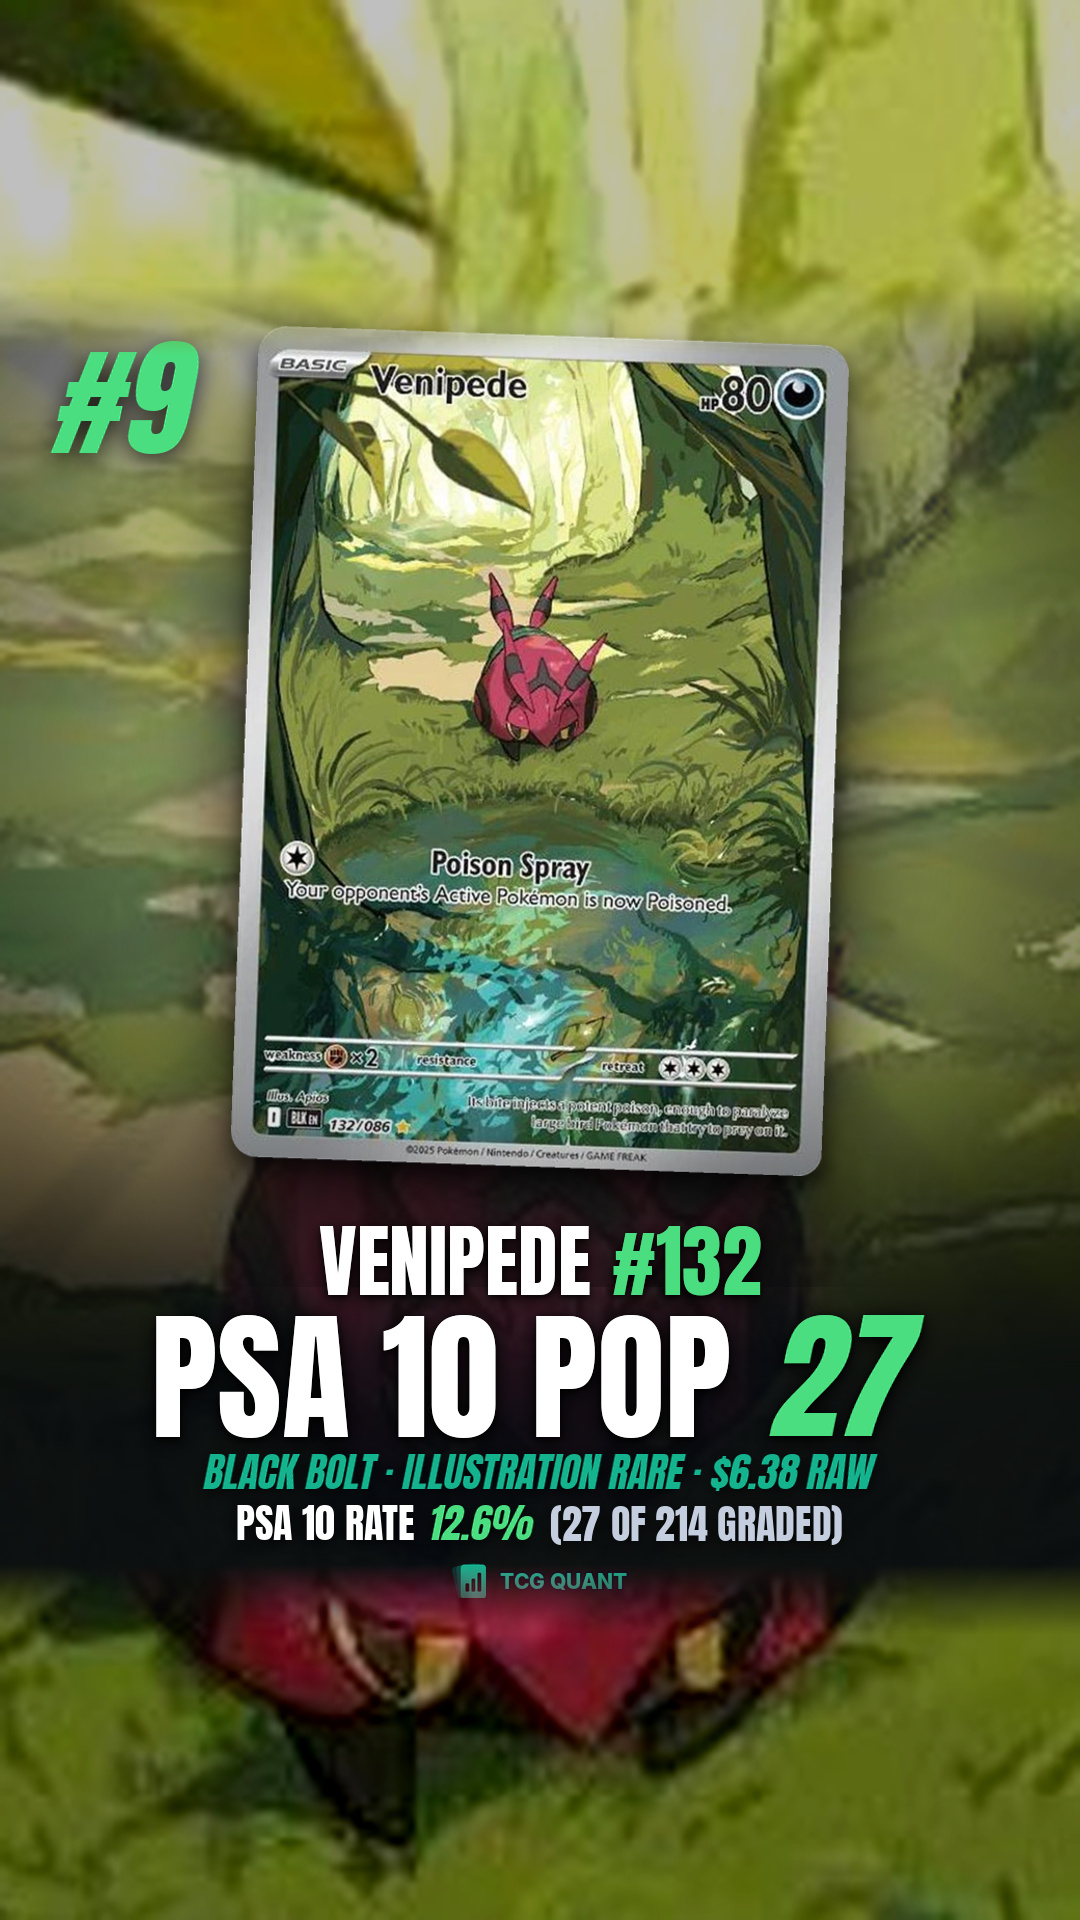 #9
BASIC
Venipede
HP 80
Poison Spray
Your opponent's Active Pokémon is now Poisoned.
weakness ×2 resistance retreat
Illus. Apios
Its bite injects a potent poison, enough to paralyze
large bird Pokémon that try to prey on it.
I BLK EN 132/086
©2025 Pokémon / Nintendo / Creatures / GAME FREAK
VENIPEDE #132
PSA 10 POP 27
BLACK BOLT · ILLUSTRATION RARE · $6.38 RAW
PSA 10 RATE 12.6% (27 OF 214 GRADED)
TCG QUANT